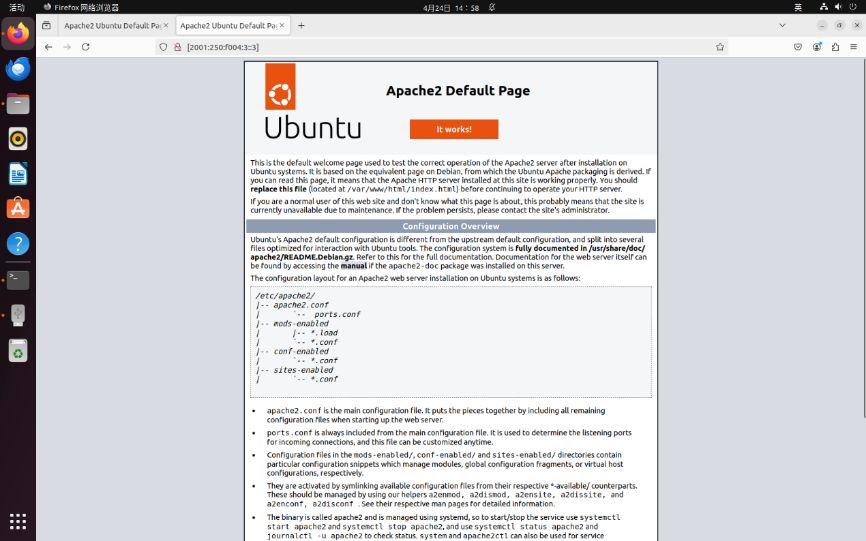 活动
Firefox 网络浏览器
4月24日 14：58
英
Apache2 Ubuntu Default Pa
Apache2 Ubuntu Default Pa
[2001:250:f004:3::3]
Apache2 Default Page
Ubuntu
It works!
This is the default welcome page used to test the correct operation of the Apache2 server after installation on
Ubuntu systems. It is based on the equivalent page on Debian, from which the Ubuntu Apache packaging is derived. If
you can read this page, it means that the Apache HTTP server installed at this site is working properly. You should
replace this file (located at /var/www/html/index.html) before continuing to operate your HTTP server.
If you are a normal user of this web site and don't know what this page is about, this probably means that the site is
currently unavailable due to maintenance. If the problem persists, please contact the site's administrator.
Configuration Overview
Ubuntu's Apache2 default configuration is different from the upstream default configuration, and split into several
files optimized for interaction with Ubuntu tools. The configuration system is fully documented in /usr/share/doc/
apache2/README.Debian.gz. Refer to this for the full documentation. Documentation for the web server itself can
be found by accessing the manual if the apache2-doc package was installed on this server.
The configuration layout for an Apache2 web server installation on Ubuntu systems is as follows:
/etc/apache2/
|-- apache2.conf
|       `--  ports.conf
|-- mods-enabled
|       |-- *.load
|       `-- *.conf
|-- conf-enabled
|       `-- *.conf
|-- sites-enabled
|       `-- *.conf
• apache2.conf is the main configuration file. It puts the pieces together by including all remaining
configuration files when starting up the web server.
• ports.conf is always included from the main configuration file. It is used to determine the listening ports
for incoming connections, and this file can be customized anytime.
• Configuration files in the mods-enabled/, conf-enabled/ and sites-enabled/ directories contain
particular configuration snippets which manage modules, global configuration fragments, or virtual host
configurations, respectively.
• They are activated by symlinking available configuration files from their respective *-available/ counterparts.
These should be managed by using our helpers a2enmod, a2dismod, a2ensite, a2dissite, and
a2enconf, a2disconf . See their respective man pages for detailed information.
• The binary is called apache2 and is managed using systemd, so to start/stop the service use systemctl
start apache2 and systemctl stop apache2, and use systemctl status apache2 and
journalctl -u apache2 to check status. system and apache2ctl can also be used for service